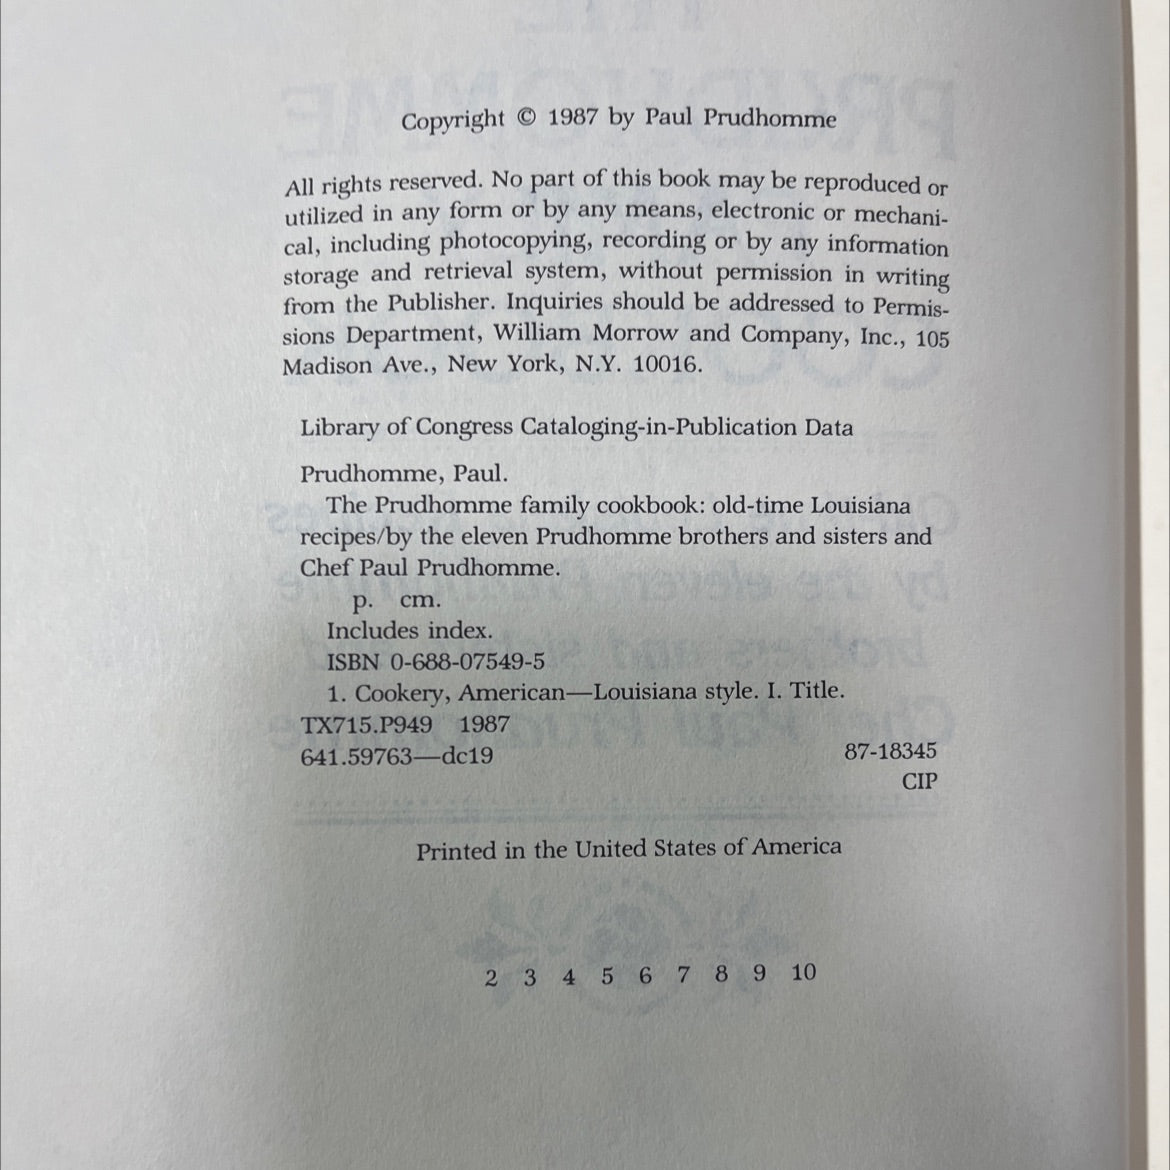 Copyright © 1987 by Paul Prudhomme
All rights reserved. No part of this book may be reproduced or
utilized in any form or by any means, electronic or mechani-
cal, including photocopying, recording or by any information
storage and retrieval system, without permission in writing
from the Publisher. Inquiries should be addressed to Permis-
sions Department, William Morrow and Company, Inc., 105
Madison Ave., New York, N.Y. 10016.
Library of Congress Cataloging-in-Publication Data
Prudhomme, Paul.
The Prudhomme family cookbook: old-time Louisiana
recipes/by the eleven Prudhomme brothers and sisters and
Chef Paul Prudhomme.
p. cm.
Includes index.
ISBN 0-688-07549-5
1. Cookery, American—Louisiana style. I. Title.
TX715.P949 1987
641.59763—dc19 87-18345
CIP
Printed in the United States of America
2 3 4 5 6 7 8 9 10